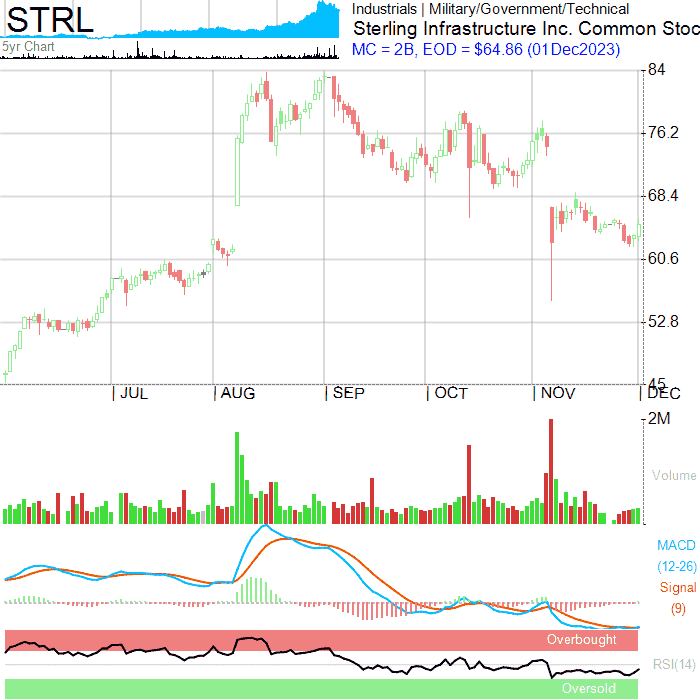 STRL
5yr Chart
Industrials | Military/Government/Technical
Sterling Infrastructure Inc. Common Stoc
MC = 2B, EOD = $64.86 (01Dec2023)
84
76.2
68.4
60.6
52.8
45
JUL
AUG
SEP
OCT
NOV
DEC
2M
Volume
MACD
(12-26)
Signal
(9)
Overbought
RSI(14)
Oversold